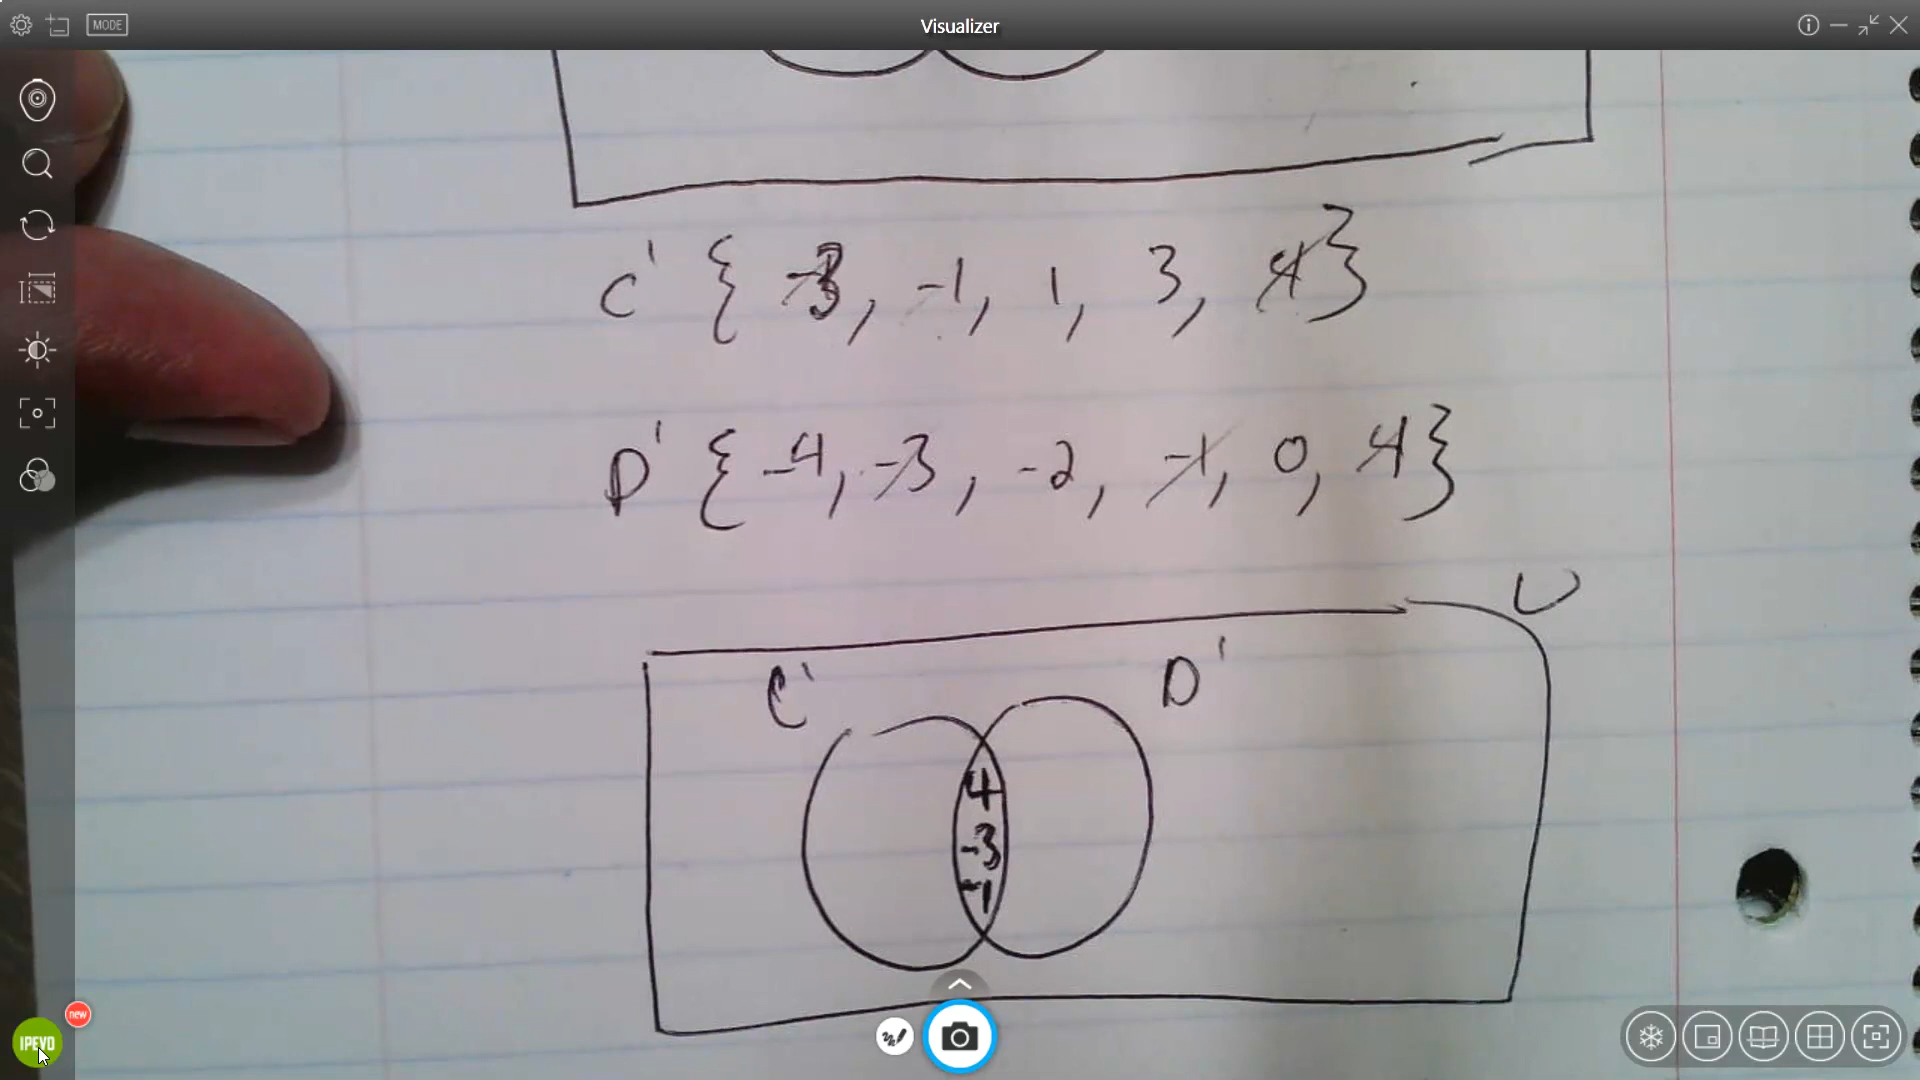 MODE
Visualizer
C' { -3, -1, 1, 3, 4}
D' { -4, -3, -2, -1, 0, 4}
U
C' D'
4
-3
-1
new
IPEVO